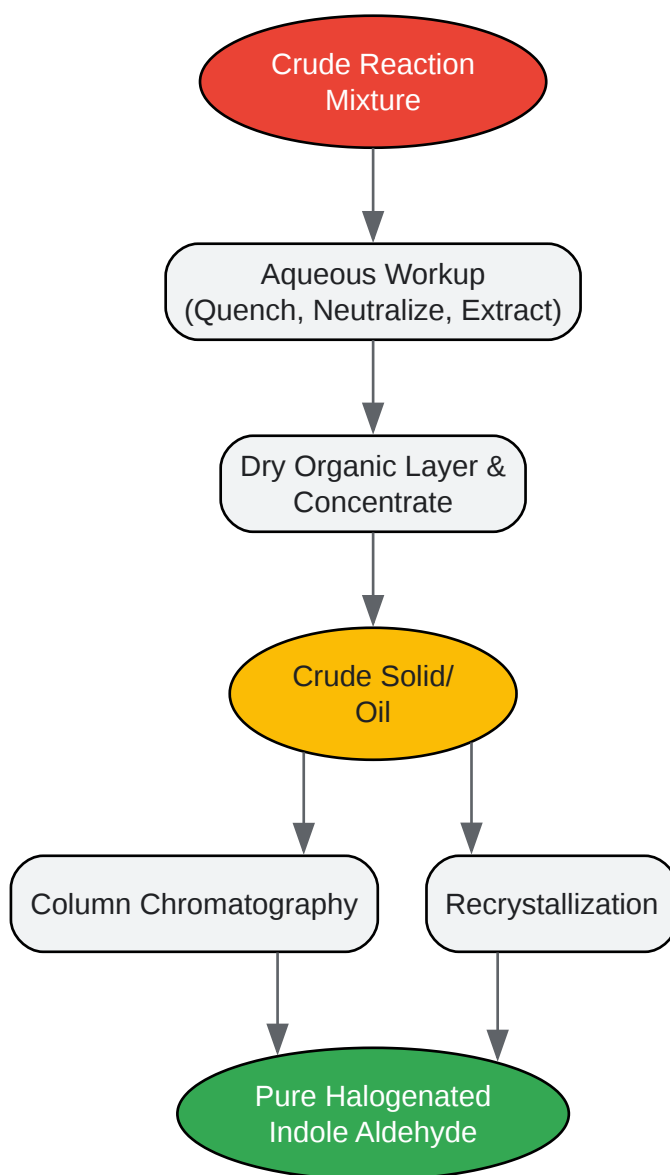 Crude Reaction
Mixture
Aqueous Workup
(Quench, Neutralize, Extract)
Dry Organic Layer &
Concentrate
Crude Solid/
Oil
Column Chromatography
Recrystallization
Pure Halogenated
Indole Aldehyde